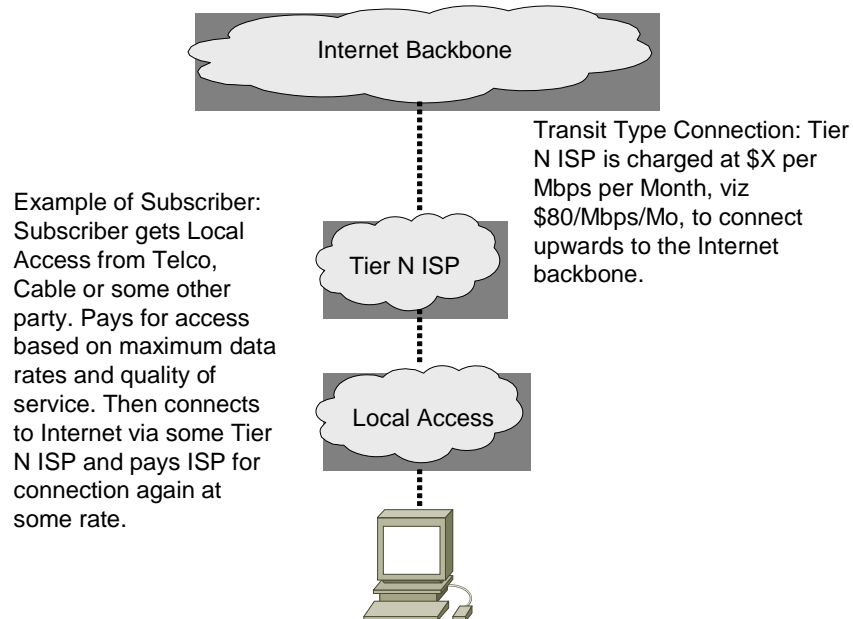 Internet Backbone
Transit Type Connection: Tier
N ISP is charged at $X per
Mbps per Month, viz
$80/Mbps/Mo, to connect
upwards to the Internet
backbone.
Example of Subscriber:
Subscriber gets Local
Access from Telco,
Cable or some other
party. Pays for access
based on maximum data
rates and quality of
service. Then connects
to Internet via some Tier
N ISP and pays ISP for
connection again at
some rate.
Tier N ISP
Local Access